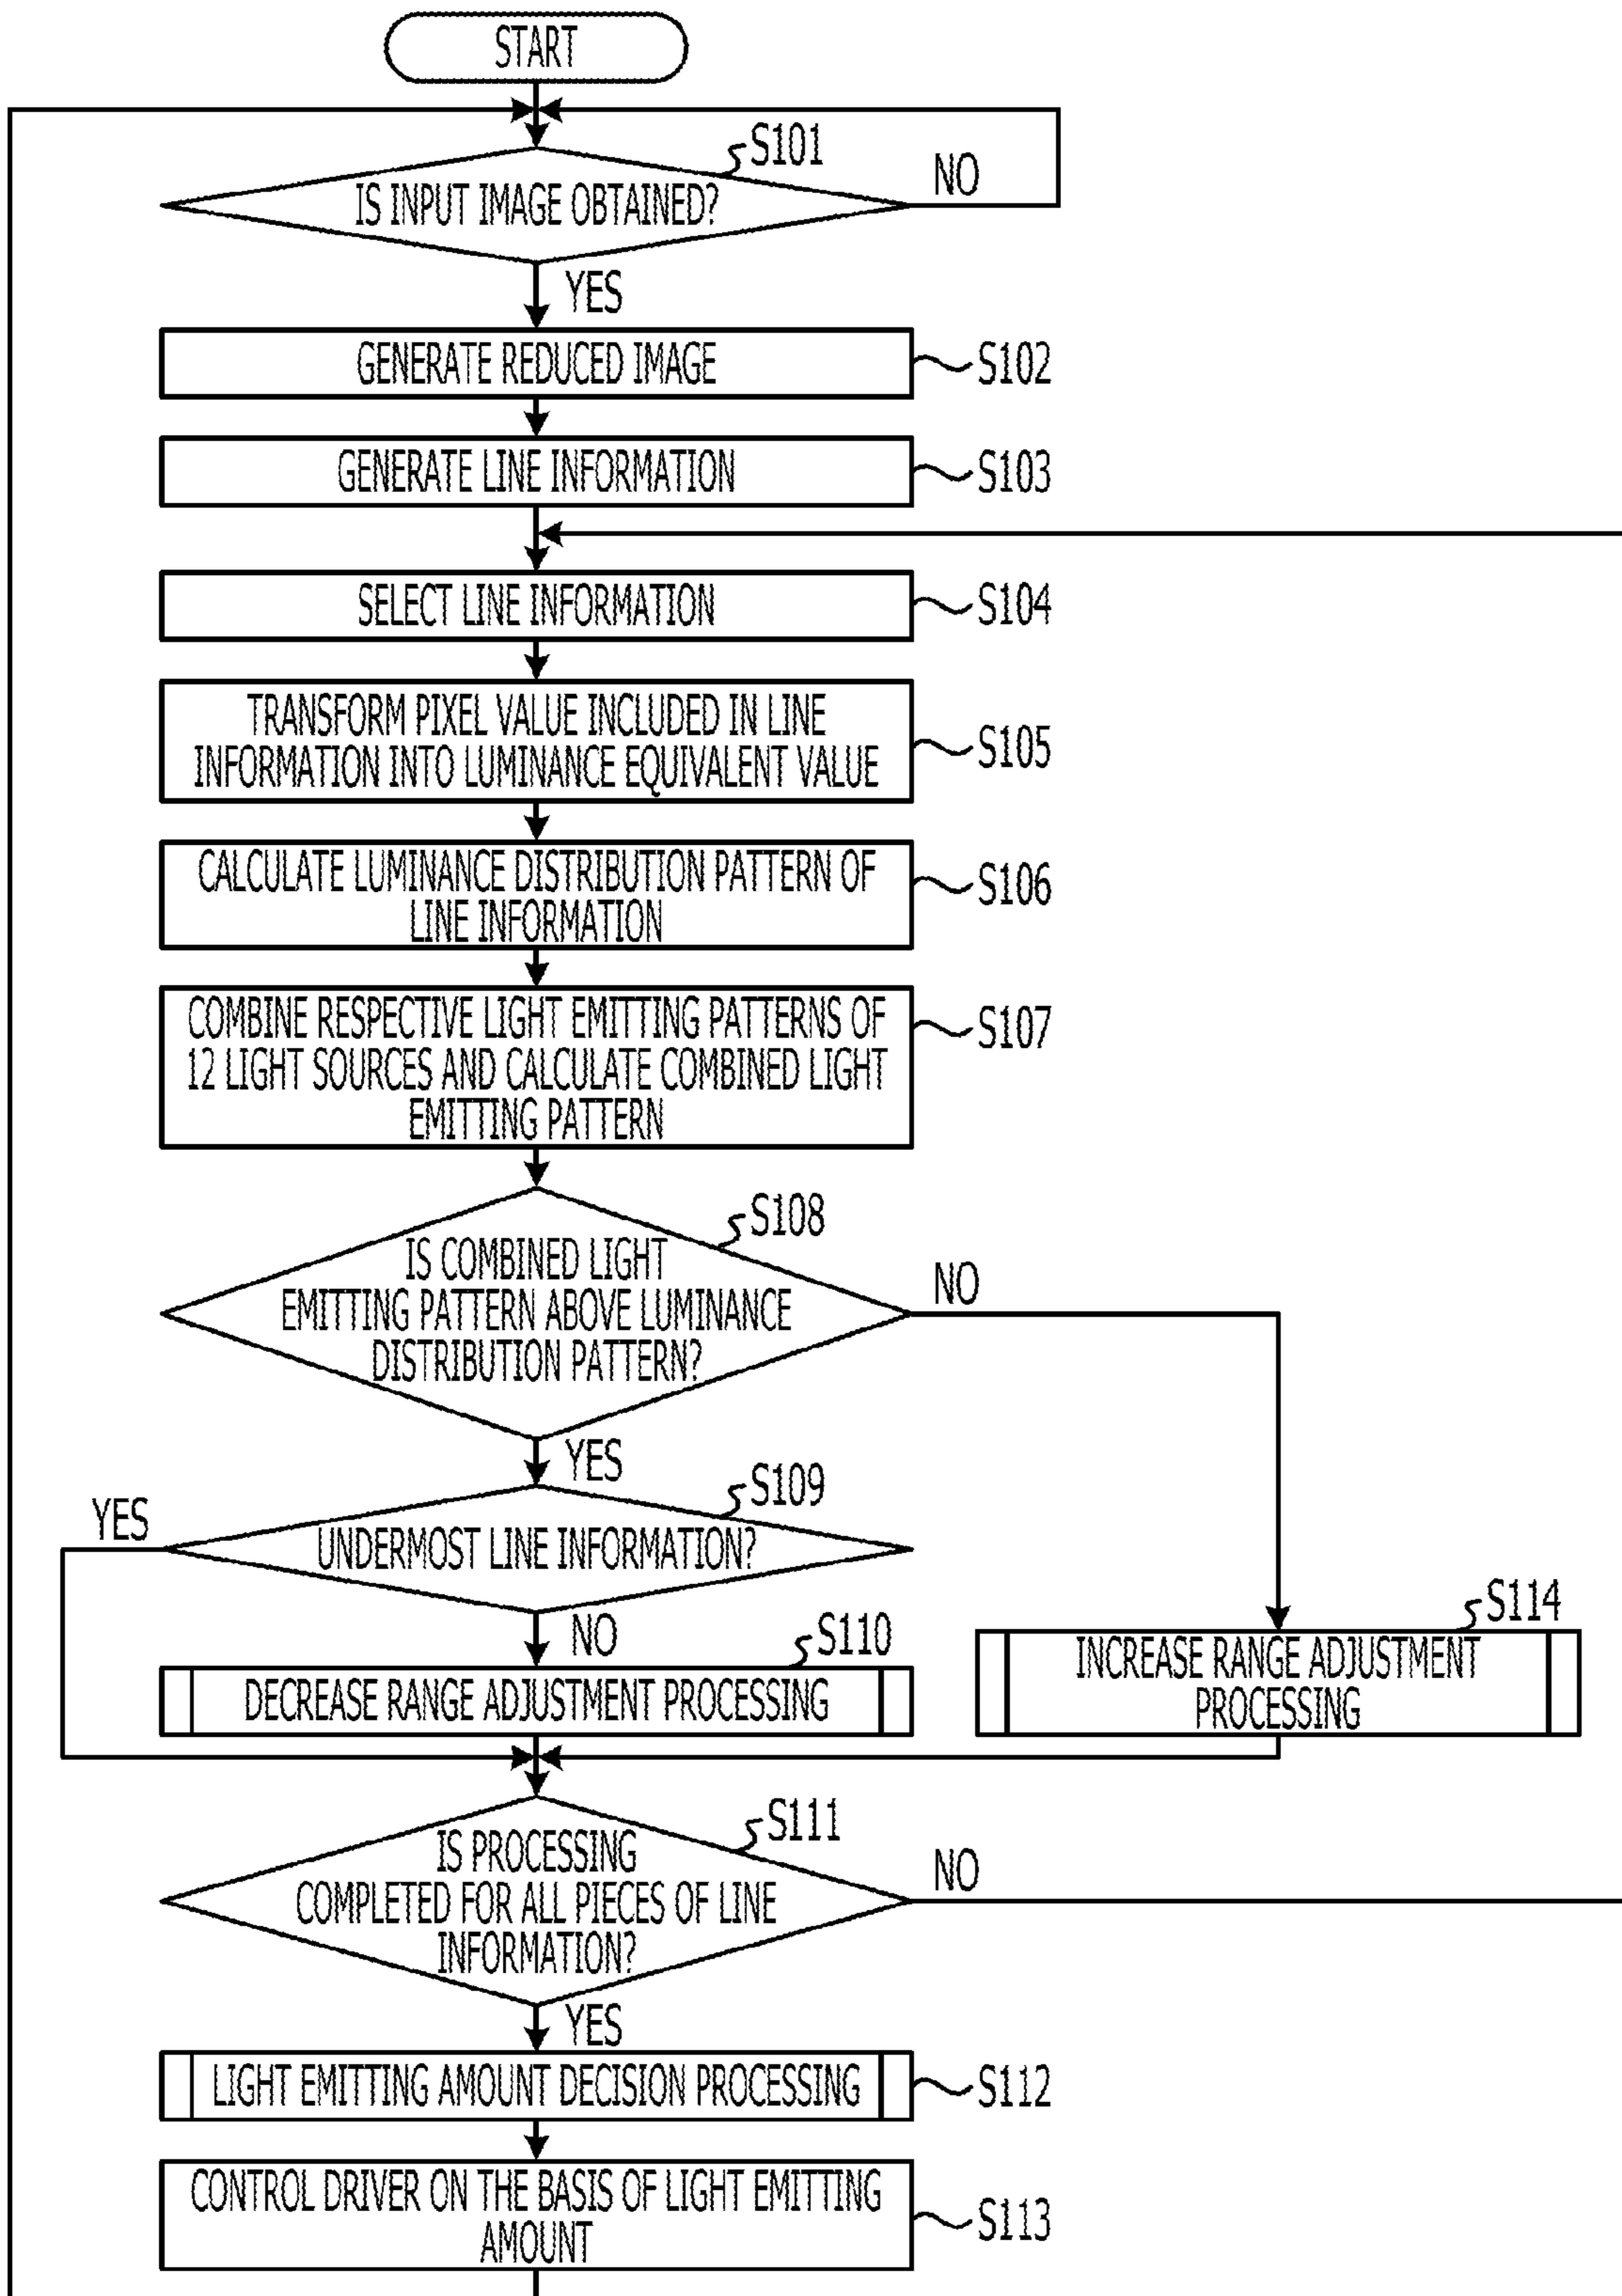 START
S101
IS INPUT IMAGE OBTAINED?
NO
YES
GENERATE REDUCED IMAGE
S102
GENERATE LINE INFORMATION
S103
SELECT LINE INFORMATION
S104
TRANSFORM PIXEL VALUE INCLUDED IN LINE
INFORMATION INTO LUMINANCE EQUIVALENT VALUE
S105
CALCULATE LUMINANCE DISTRIBUTION PATTERN OF
LINE INFORMATION
S106
COMBINE RESPECTIVE LIGHT EMITTING PATTERNS OF
12 LIGHT SOURCES AND CALCULATE COMBINED LIGHT
EMITTING PATTERN
S107
S108
IS COMBINED LIGHT
EMITTING PATTERN ABOVE LUMINANCE
DISTRIBUTION PATTERN?
NO
YES
S109
YES
UNDERMOST LINE INFORMATION?
NO
S110
DECREASE RANGE ADJUSTMENT PROCESSING
S114
INCREASE RANGE ADJUSTMENT
PROCESSING
S111
IS PROCESSING
COMPLETED FOR ALL PIECES OF LINE
INFORMATION?
NO
YES
LIGHT EMITTING AMOUNT DECISION PROCESSING
S112
CONTROL DRIVER ON THE BASIS OF LIGHT EMITTING
AMOUNT
S113